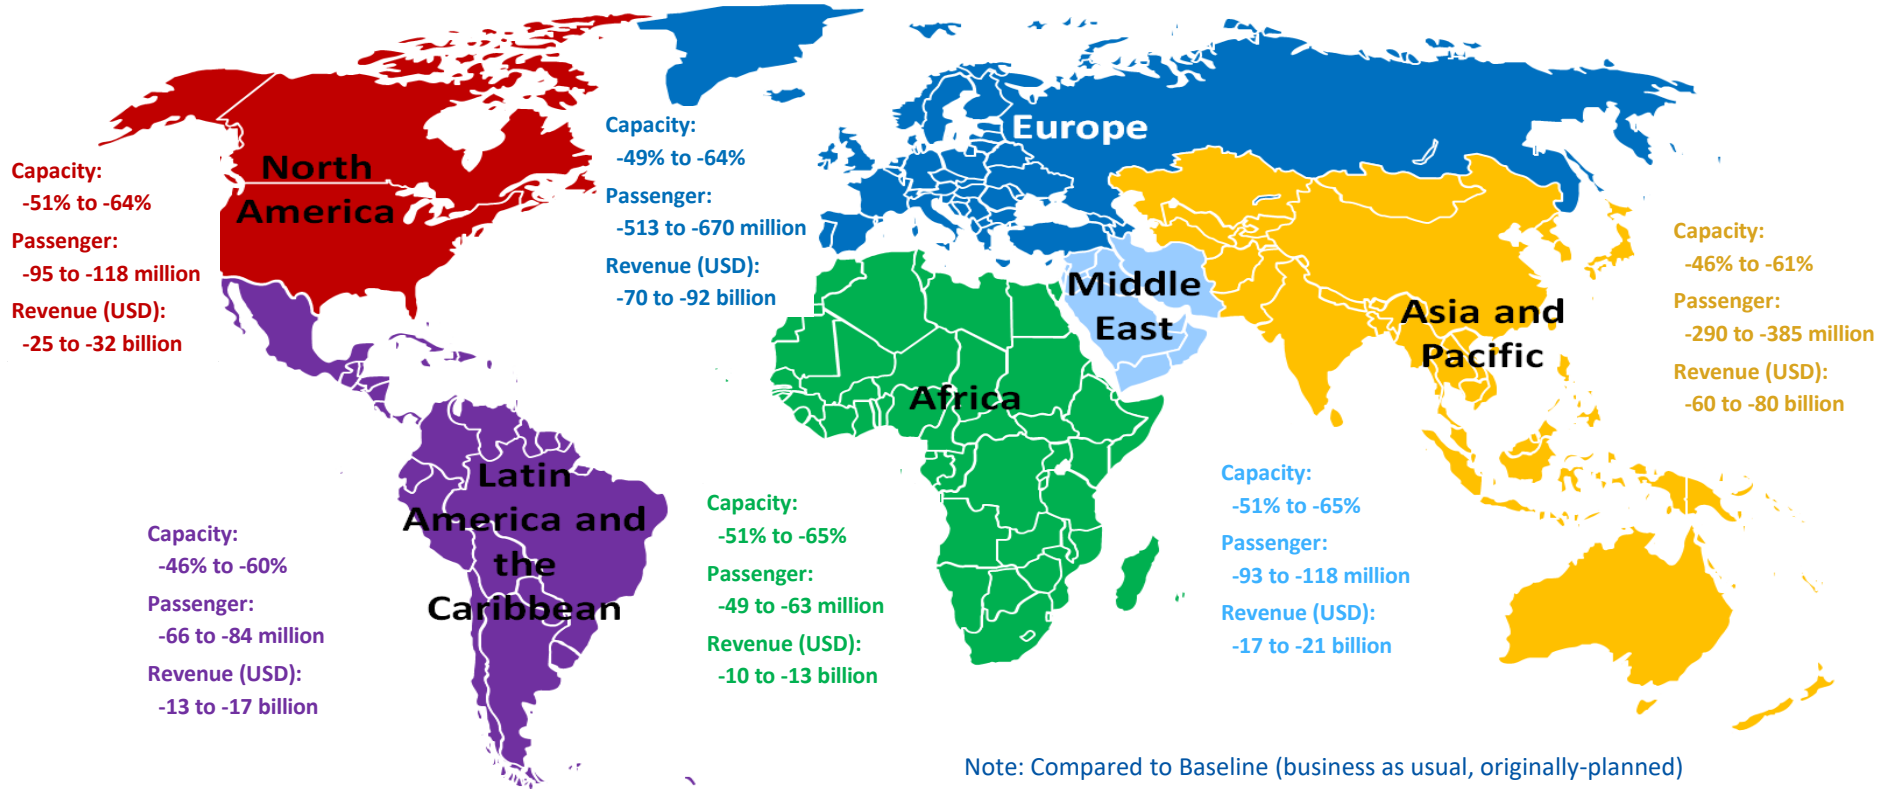 North
America
Capacity:
-51% to -64%
Passenger:
-95 to -118 million
Revenue (USD):
-25 to -32 billion
Europe
Capacity:
-49% to -64%
Passenger:
-513 to -670 million
Revenue (USD):
-70 to -92 billion
Asia and
Pacific
Capacity:
-46% to -61%
Passenger:
-290 to -385 million
Revenue (USD):
-60 to -80 billion
Middle
East
Capacity:
-51% to -65%
Passenger:
-93 to -118 million
Revenue (USD):
-17 to -21 billion
Africa
Capacity:
-51% to -65%
Passenger:
-49 to -63 million
Revenue (USD):
-10 to -13 billion
Latin
America and
the
Caribbean
Capacity:
-46% to -60%
Passenger:
-66 to -84 million
Revenue (USD):
-13 to -17 billion
Note: Compared to Baseline (business as usual, originally-planned)